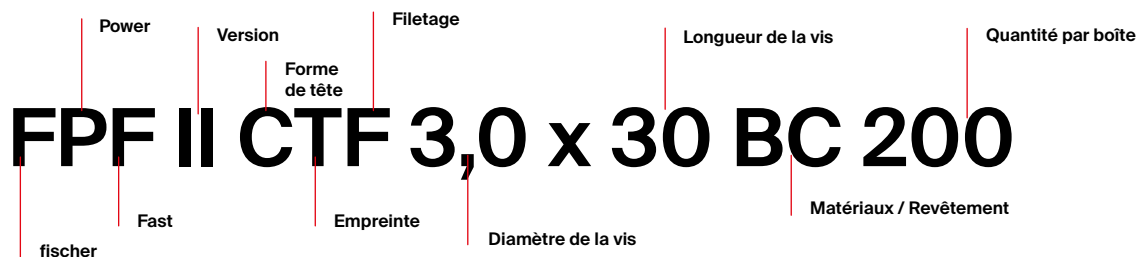 Power
Version
Filetage
Longueur de la vis
Quantité par boîte
Forme
de tête
FPF II CTF 3,0 x 30 BC 200
Fast
Empreinte
Diamètre de la vis
Matériaux / Revêtement
fischer